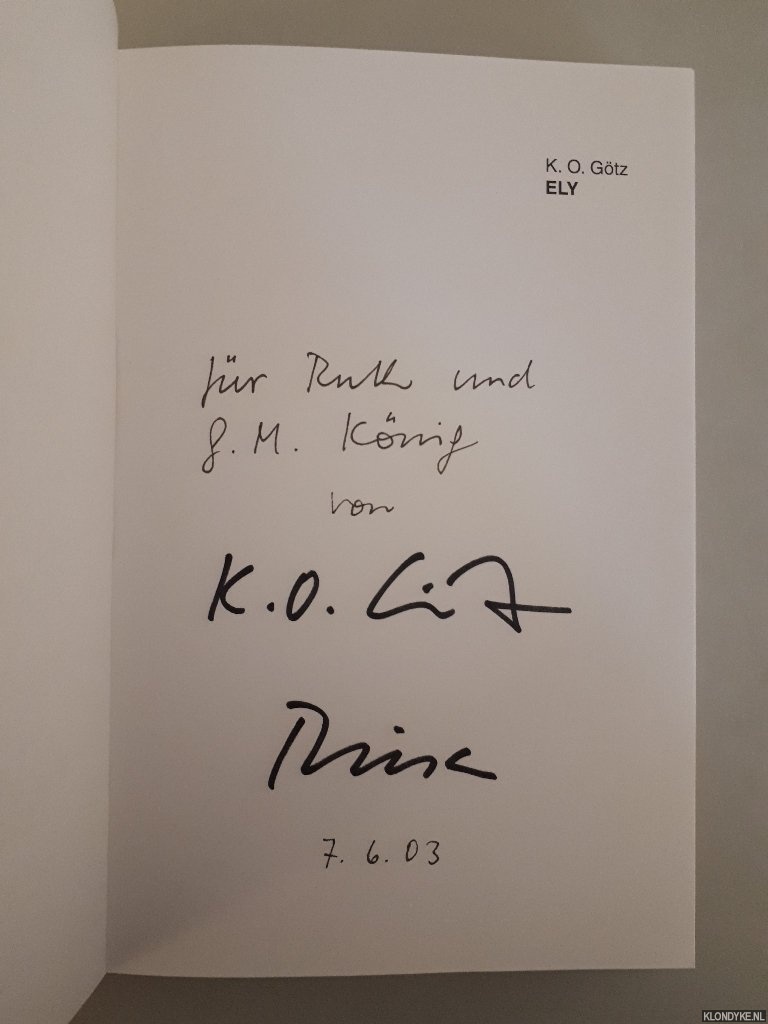 K. O. Götz
ELY
für Ruth und
G. M. König
von
K.O. Götz
Rissa
7. 6. 03
KLONDYKE.NL